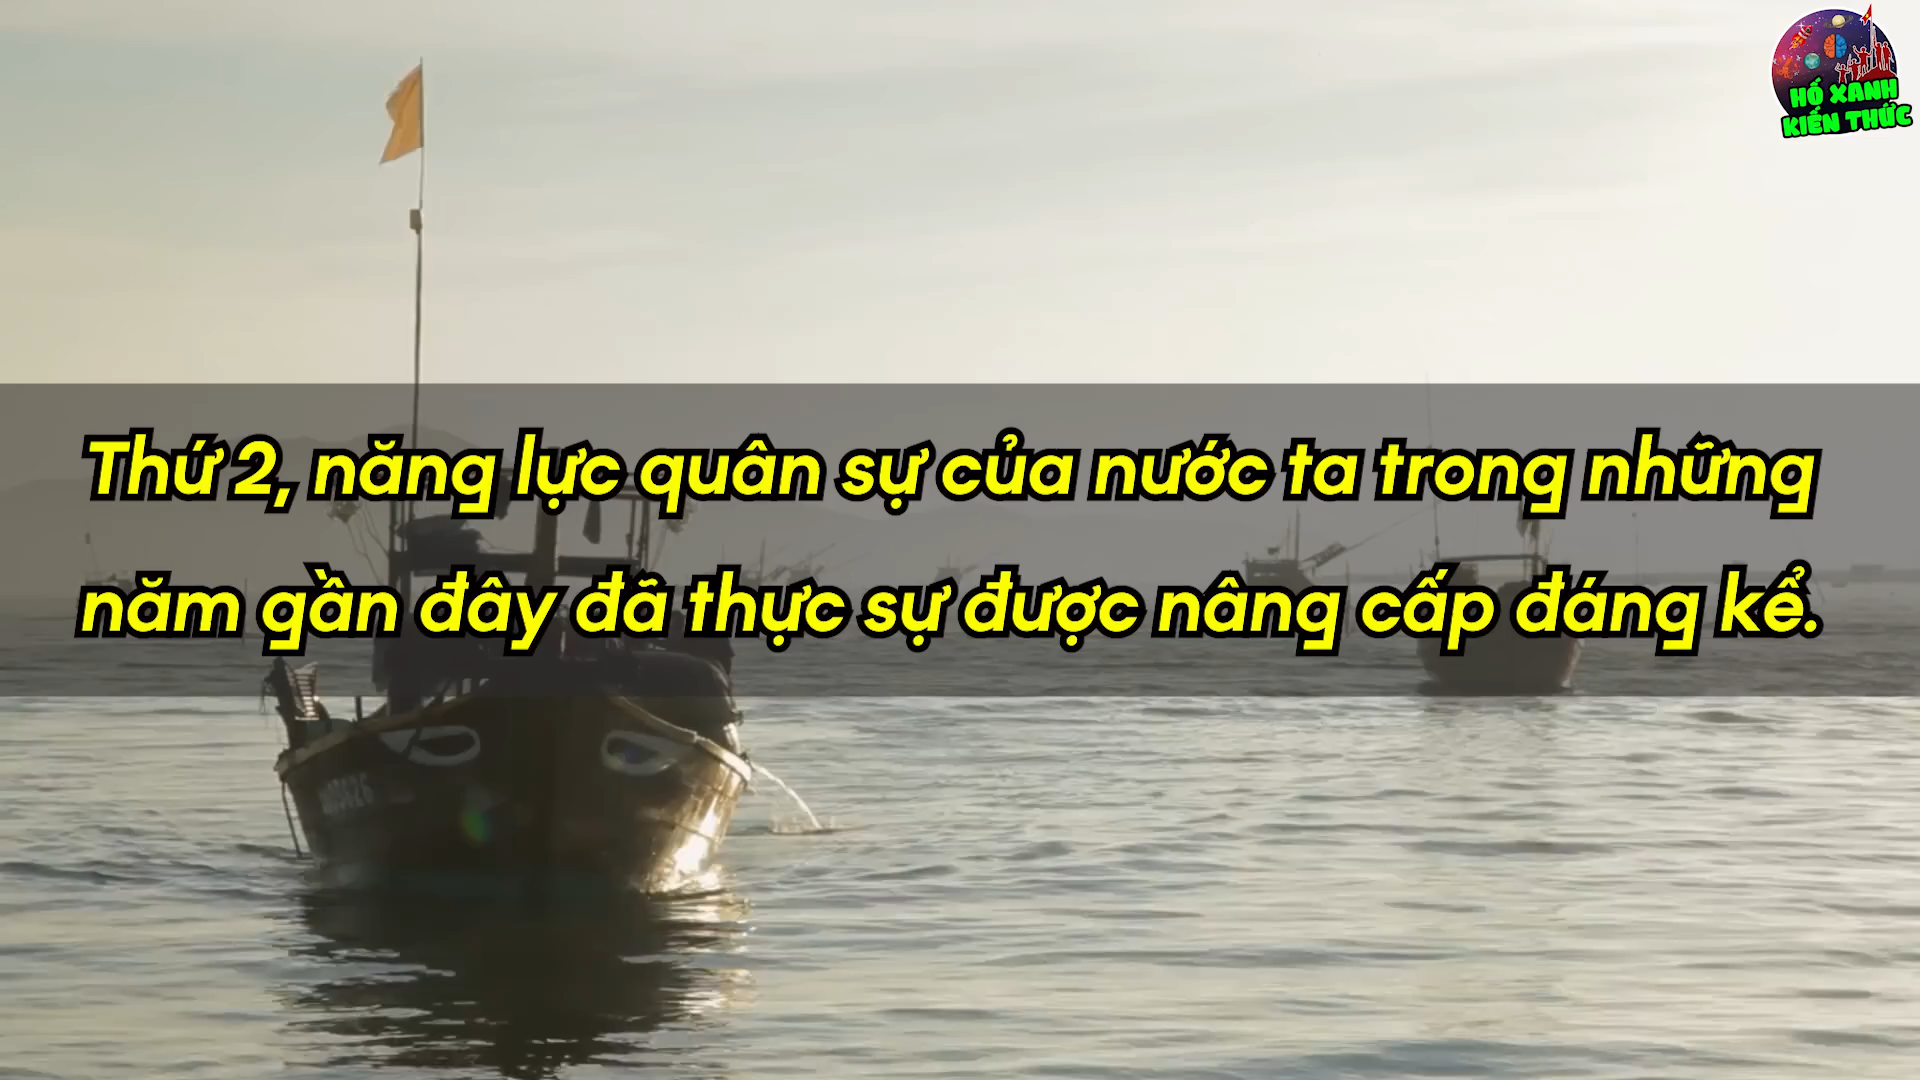 HỐ XANH
KIẾN THỨC
Thứ 2, năng lực quân sự của nước ta trong những
năm gần đây đã thực sự được nâng cấp đáng kể.